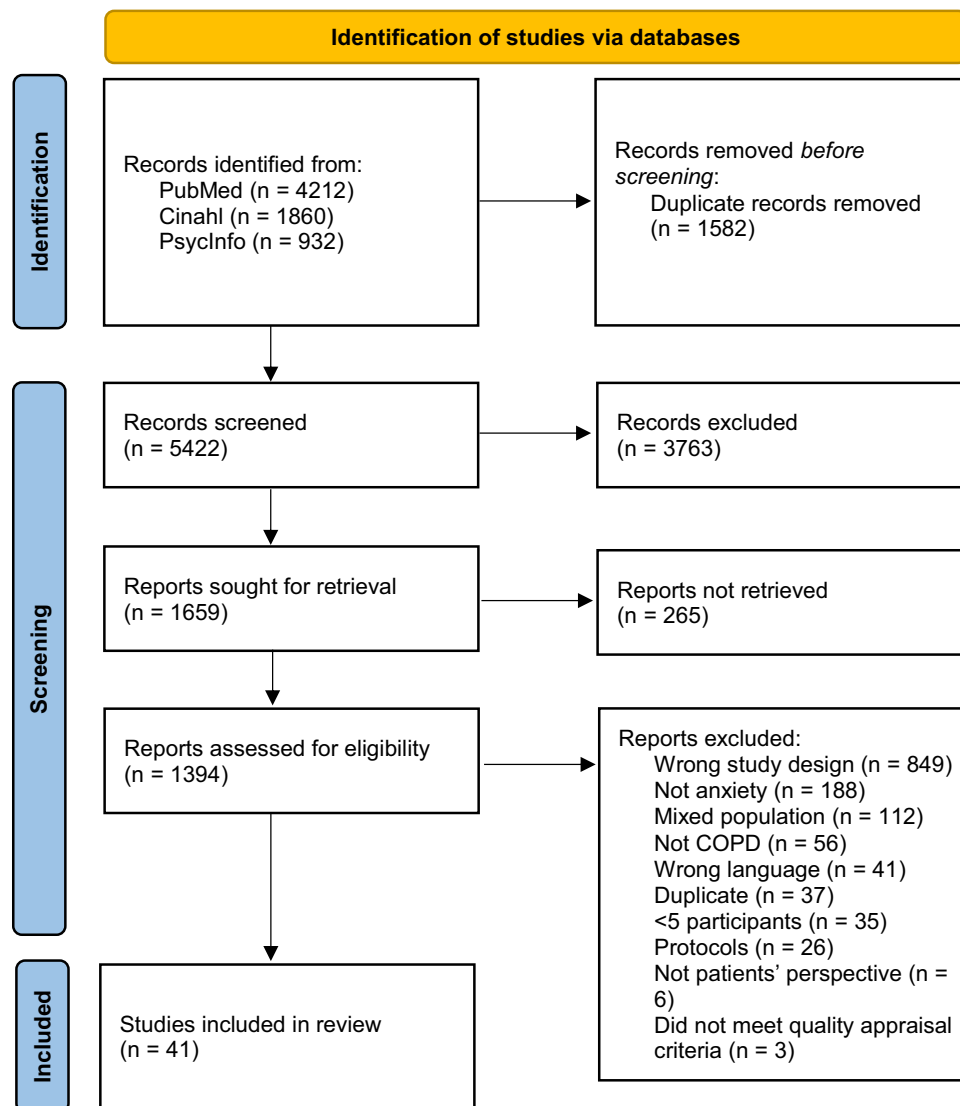 Identification of studies via databases
Identification
Records identified from:
PubMed (n = 4212)
Cinahl (n = 1860)
PsycInfo (n = 932)
Records removed before
screening:
Duplicate records removed
(n = 1582)
Screening
Records screened
(n = 5422)
Records excluded
(n = 3763)
Reports sought for retrieval
(n = 1659)
Reports not retrieved
(n = 265)
Reports assessed for eligibility
(n = 1394)
Reports excluded:
Wrong study design (n = 849)
Not anxiety (n = 188)
Mixed population (n = 112)
Not COPD (n = 56)
Wrong language (n = 41)
Duplicate (n = 37)
<5 participants (n = 35)
Protocols (n = 26)
Not patients’ perspective (n =
6)
Did not meet quality appraisal
criteria (n = 3)
Included
Studies included in review
(n = 41)